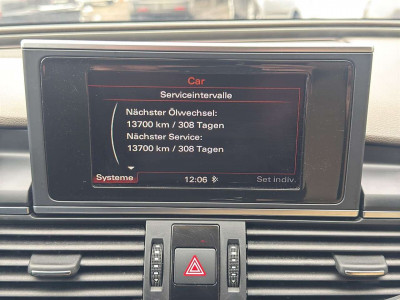 Car
Serviceintervalle
Nächster Ölwechsel:
13700 km / 308 Tagen
Nächster Service:
13700 km / 308 Tagen
Systeme
12:06
Set indiv.